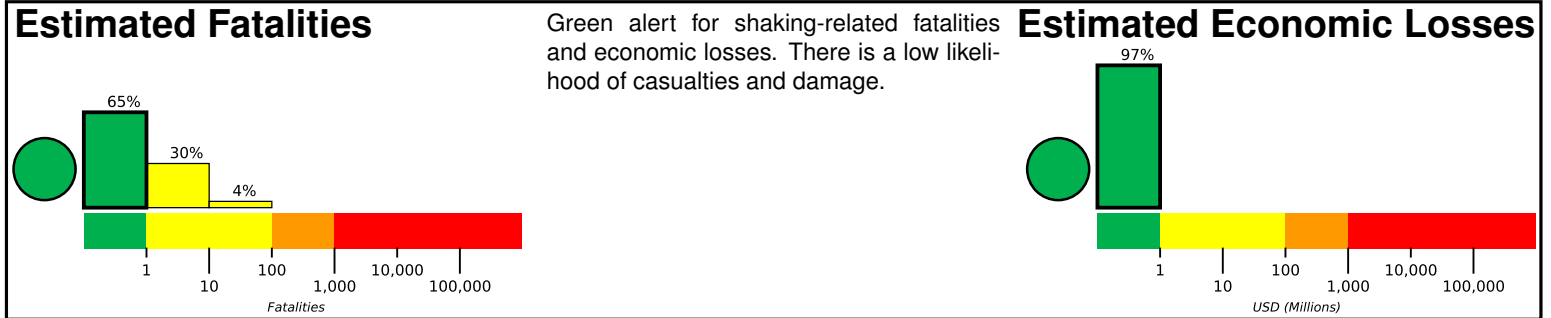 Estimated Fatalities
65%
30%
4%
1
10
100
1,000
10,000
100,000
Fatalities
Green alert for shaking-related fatalities
and economic losses. There is a low likeli-
hood of casualties and damage.
Estimated Economic Losses
97%
1
10
100
1,000
10,000
100,000
USD (Millions)